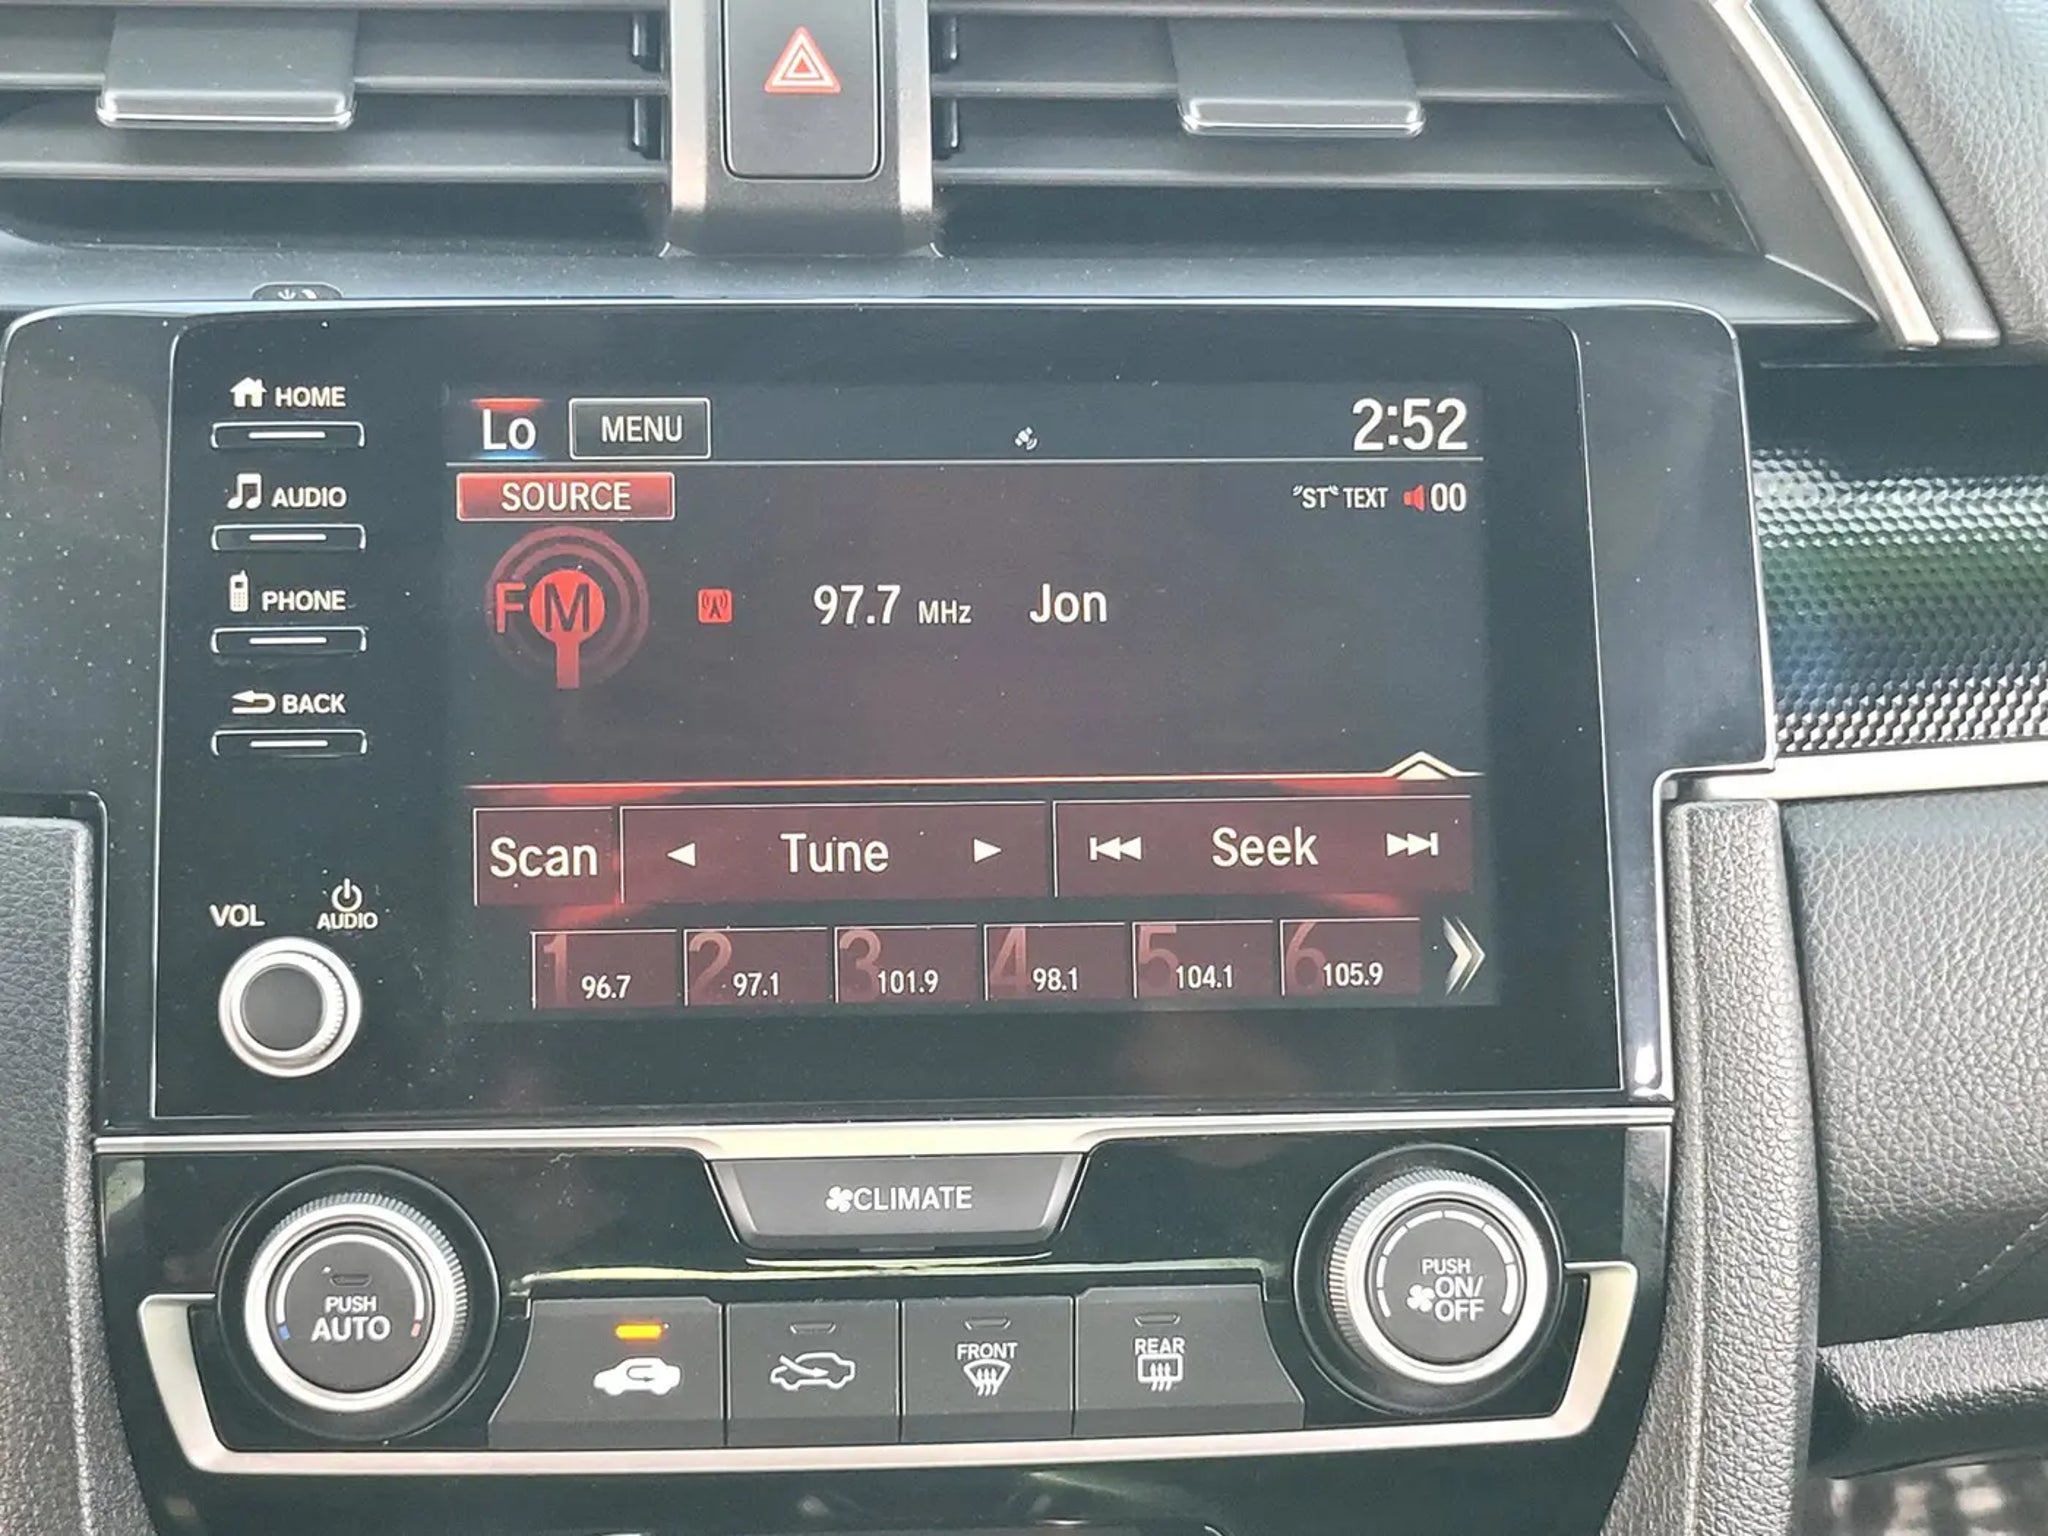 HOME
AUDIO
PHONE
BACK
VOL
AUDIO
Lo MENU 2:52
SOURCE "ST" TEXT 00
FM 97.7 MHz Jon
Scan Tune Seek
1 96.7 2 97.1 3 101.9 4 98.1 5 104.1 6 105.9
CLIMATE
PUSH
AUTO
FRONT
REAR
PUSH
ON/
OFF